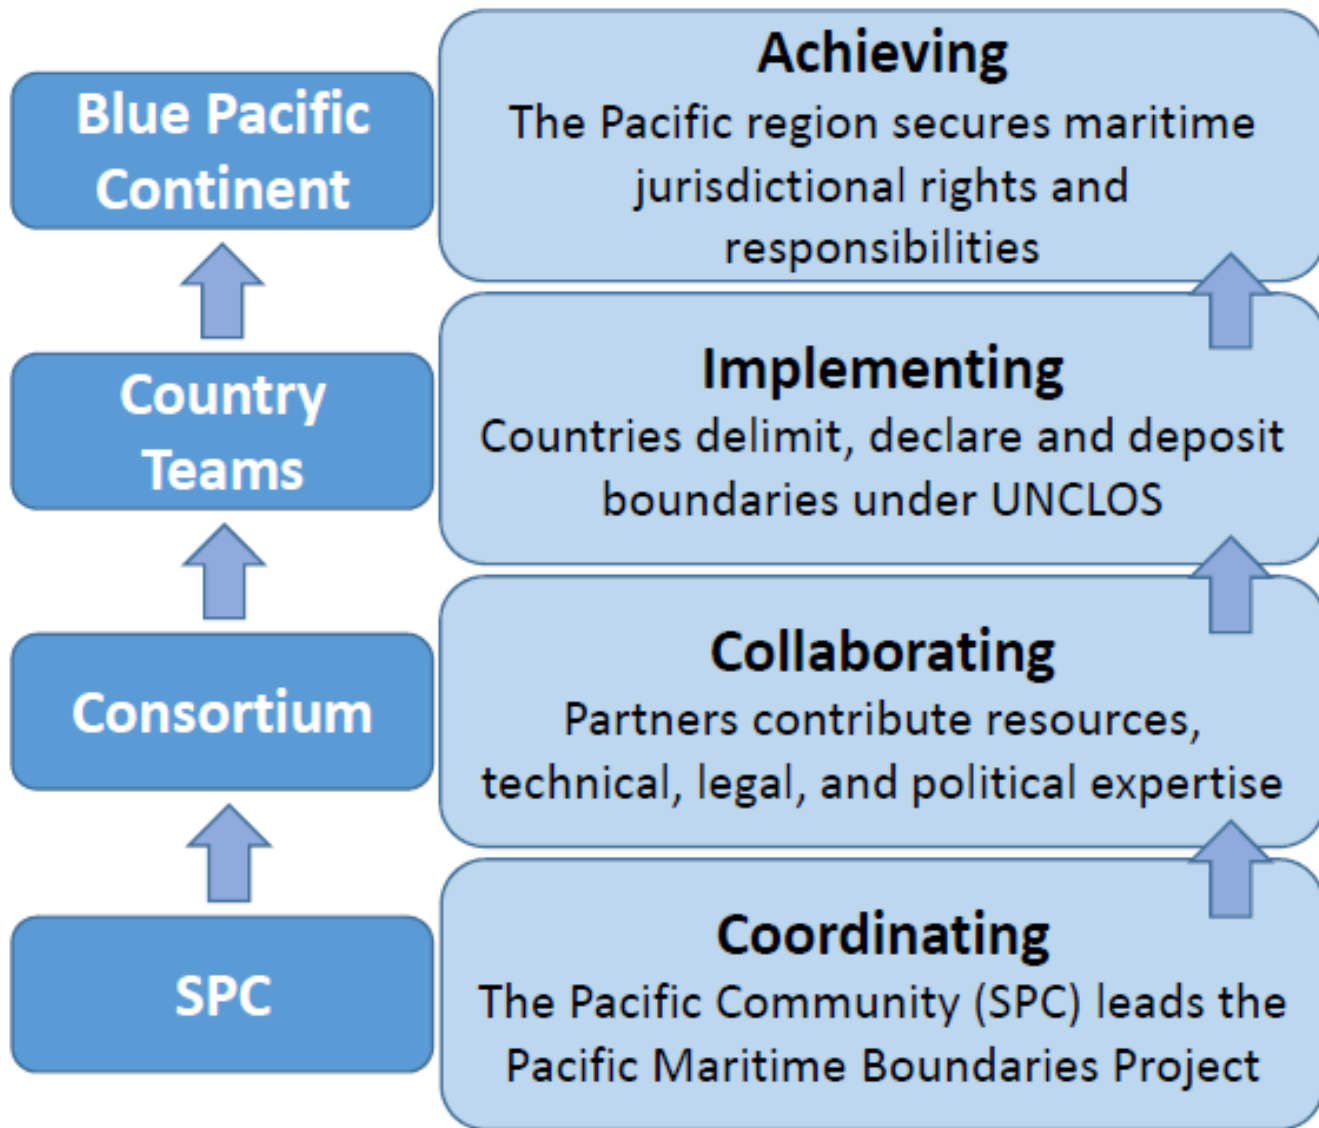 Blue Pacific
Continent
Achieving
The Pacific region secures maritime
jurisdictional rights and
responsibilities
Country
Teams
Implementing
Countries delimit, declare and deposit
boundaries under UNCLOS
Consortium
Collaborating
Partners contribute resources,
technical, legal, and political expertise
SPC
Coordinating
The Pacific Community (SPC) leads the
Pacific Maritime Boundaries Project